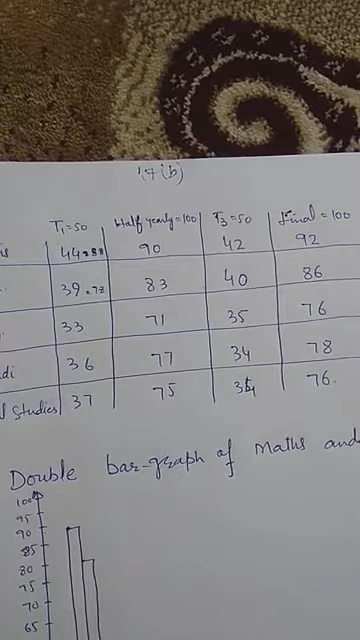 (7(b)
T₁=50 Half yearly=100 T₃=50 final=100
44.88 90 42 92
39.78 83 40 86
33 71 35 76
36 77 34 78
Studies 37 75 34 76.
Double bar-graph of Maths and
100
95
90
85
80
75
70
65